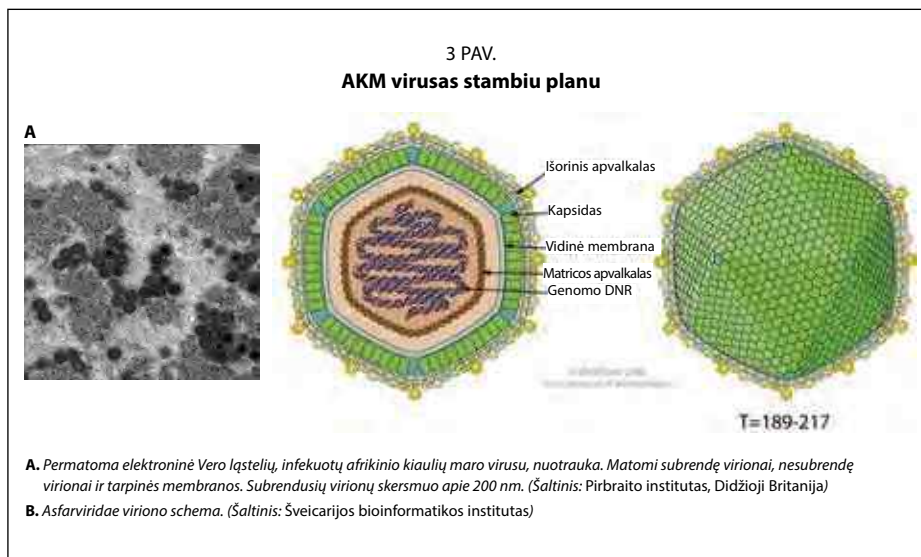 3 PAV.
AKM virusas stambiu planu
A
Išorinis apvalkalas
Kapsidas
Vidinė membrana
Matricos apvalkalas
Genomo DNR
T=189-217
A. Permatoma elektroninė Vero ląstelių, infekuotų afrikinio kiaulių maro virusu, nuotrauka. Matomi subrendę virionai, nesubrendę
virionai ir tarpinės membranos. Subrendusių virionų skersmuo apie 200 nm. (Šaltinis: Pirbraito institutas, Didžioji Britanija)
B. Asfarviridae viriono schema. (Šaltinis: Šveicarijos bioinformatikos institutas)